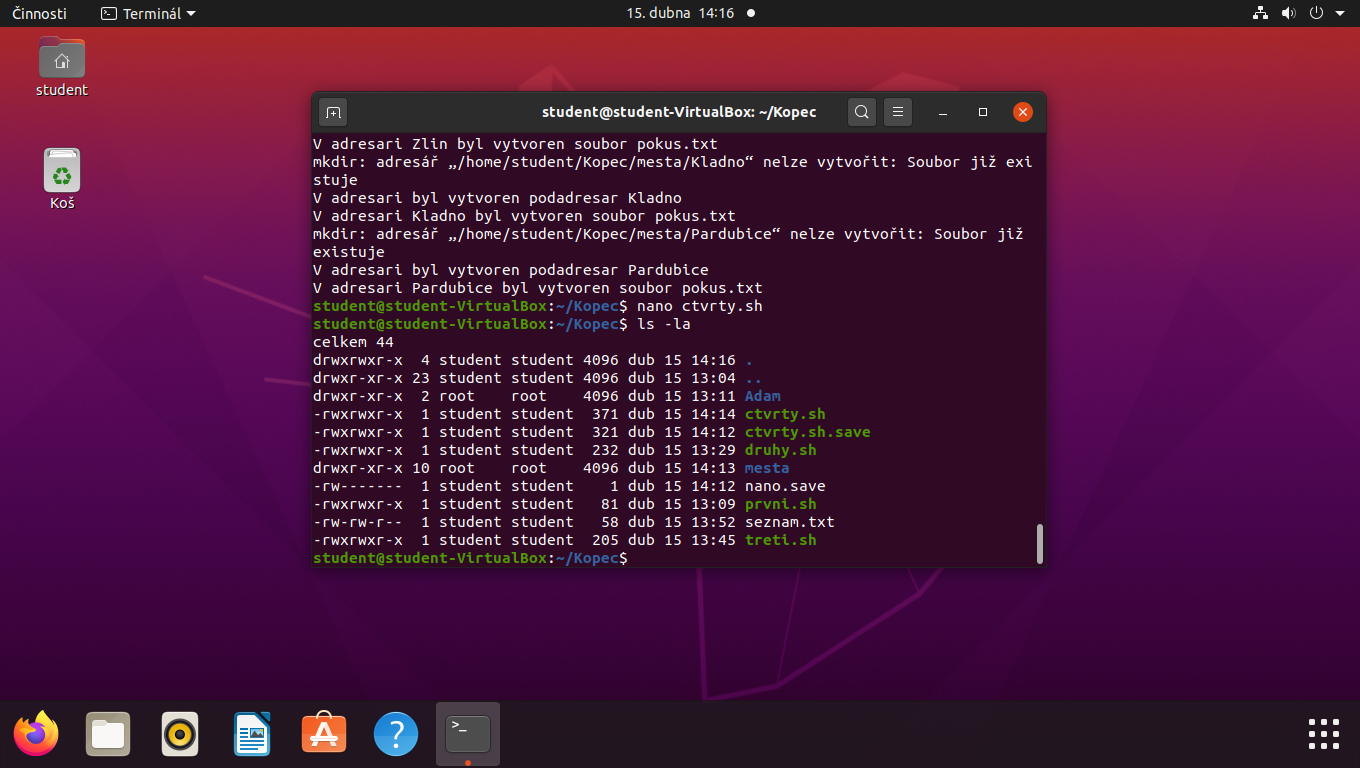 Činnosti
Terminál
15. dubna 14:16
student
Koš
student@student-VirtualBox: ~/Kopec
V adresari Zlin byl vytvoren soubor pokus.txt
mkdir: adresář „/home/student/Kopec/mesta/Kladno“ nelze vytvořit: Soubor již exi
stuje
V adresari byl vytvoren podadresar Kladno
V adresari Kladno byl vytvoren soubor pokus.txt
mkdir: adresář „/home/student/Kopec/mesta/Pardubice“ nelze vytvořit: Soubor již
existuje
V adresari byl vytvoren podadresar Pardubice
V adresari Pardubice byl vytvoren soubor pokus.txt
student@student-VirtualBox:~/Kopec$ nano ctvrty.sh
student@student-VirtualBox:~/Kopec$ ls -la
celkem 44
drwxrwxr-x  4 student student 4096 dub 15 14:16 .
drwxr-xr-x 23 student student 4096 dub 15 13:04 ..
drwxr-xr-x  2 root    root    4096 dub 15 13:11 Adam
-rwxrwxr-x  1 student student  371 dub 15 14:14 ctvrty.sh
-rwxrwxr-x  1 student student  321 dub 15 14:12 ctvrty.sh.save
-rwxrwxr-x  1 student student  232 dub 15 13:29 druhy.sh
drwxr-xr-x 10 root    root    4096 dub 15 14:13 mesta
-rw-------  1 student student    1 dub 15 14:12 nano.save
-rwxrwxr-x  1 student student   81 dub 15 13:09 prvni.sh
-rw-rw-r--  1 student student   58 dub 15 13:52 seznam.txt
-rwxrwxr-x  1 student student  205 dub 15 13:45 treti.sh
student@student-VirtualBox:~/Kopec$